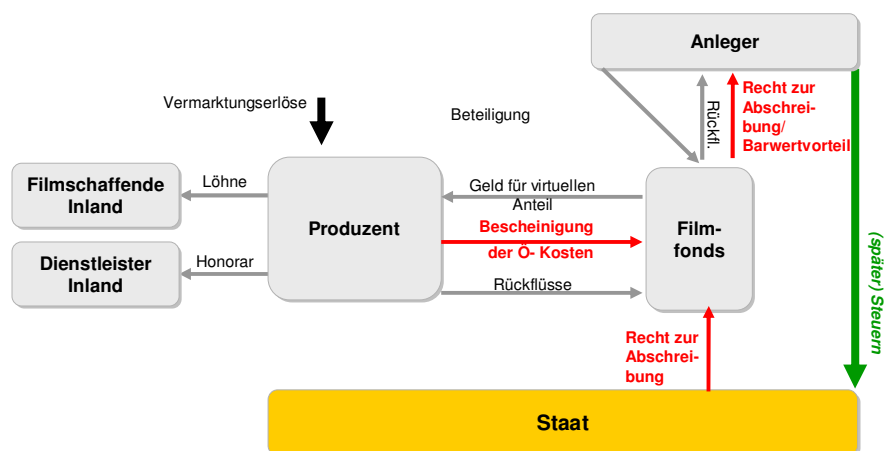 Anleger
Vermarktungserlöse
Beteiligung
Rückfl.
Recht zur
Abschrei-
bung/
Barwertvorteil
Filmschaffende
Inland
Löhne
Produzent
Geld für virtuellen
Anteil
Bescheinigung
der Ö- Kosten
Film-
fonds
Dienstleister
Inland
Honorar
Rückflüsse
(später) Steuern
Recht zur
Abschrei-
bung
Staat